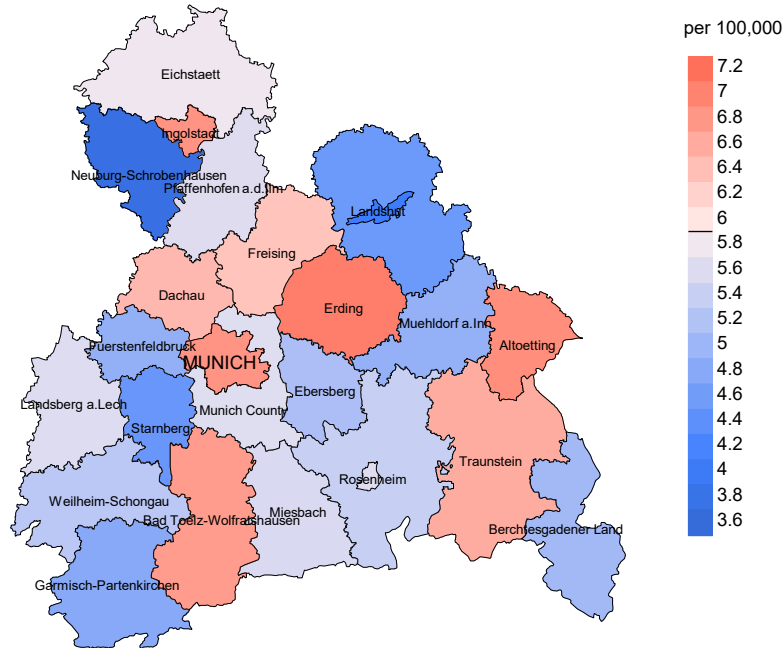 per 100,000
7.2
7
6.8
6.6
6.4
6.2
6
5.8
5.6
5.4
5.2
5
4.8
4.6
4.4
4.2
4
3.8
3.6
Eichstaett
Ingolstadt
Neuburg-Schrobenhausen
Pfaffenhofen a.d.Ilm
Landshut
Freising
Dachau
Erding
Muehldorf a.Inn
Altoetting
Fuerstenfeldbruck
MUNICH
Ebersberg
Landsberg a.Lech
Munich County
Starnberg
Traunstein
Rosenheim
Weilheim-Schongau
Miesbach
Bad Toelz-Wolfratshausen
Berchtesgadener Land
Garmisch-Partenkirchen